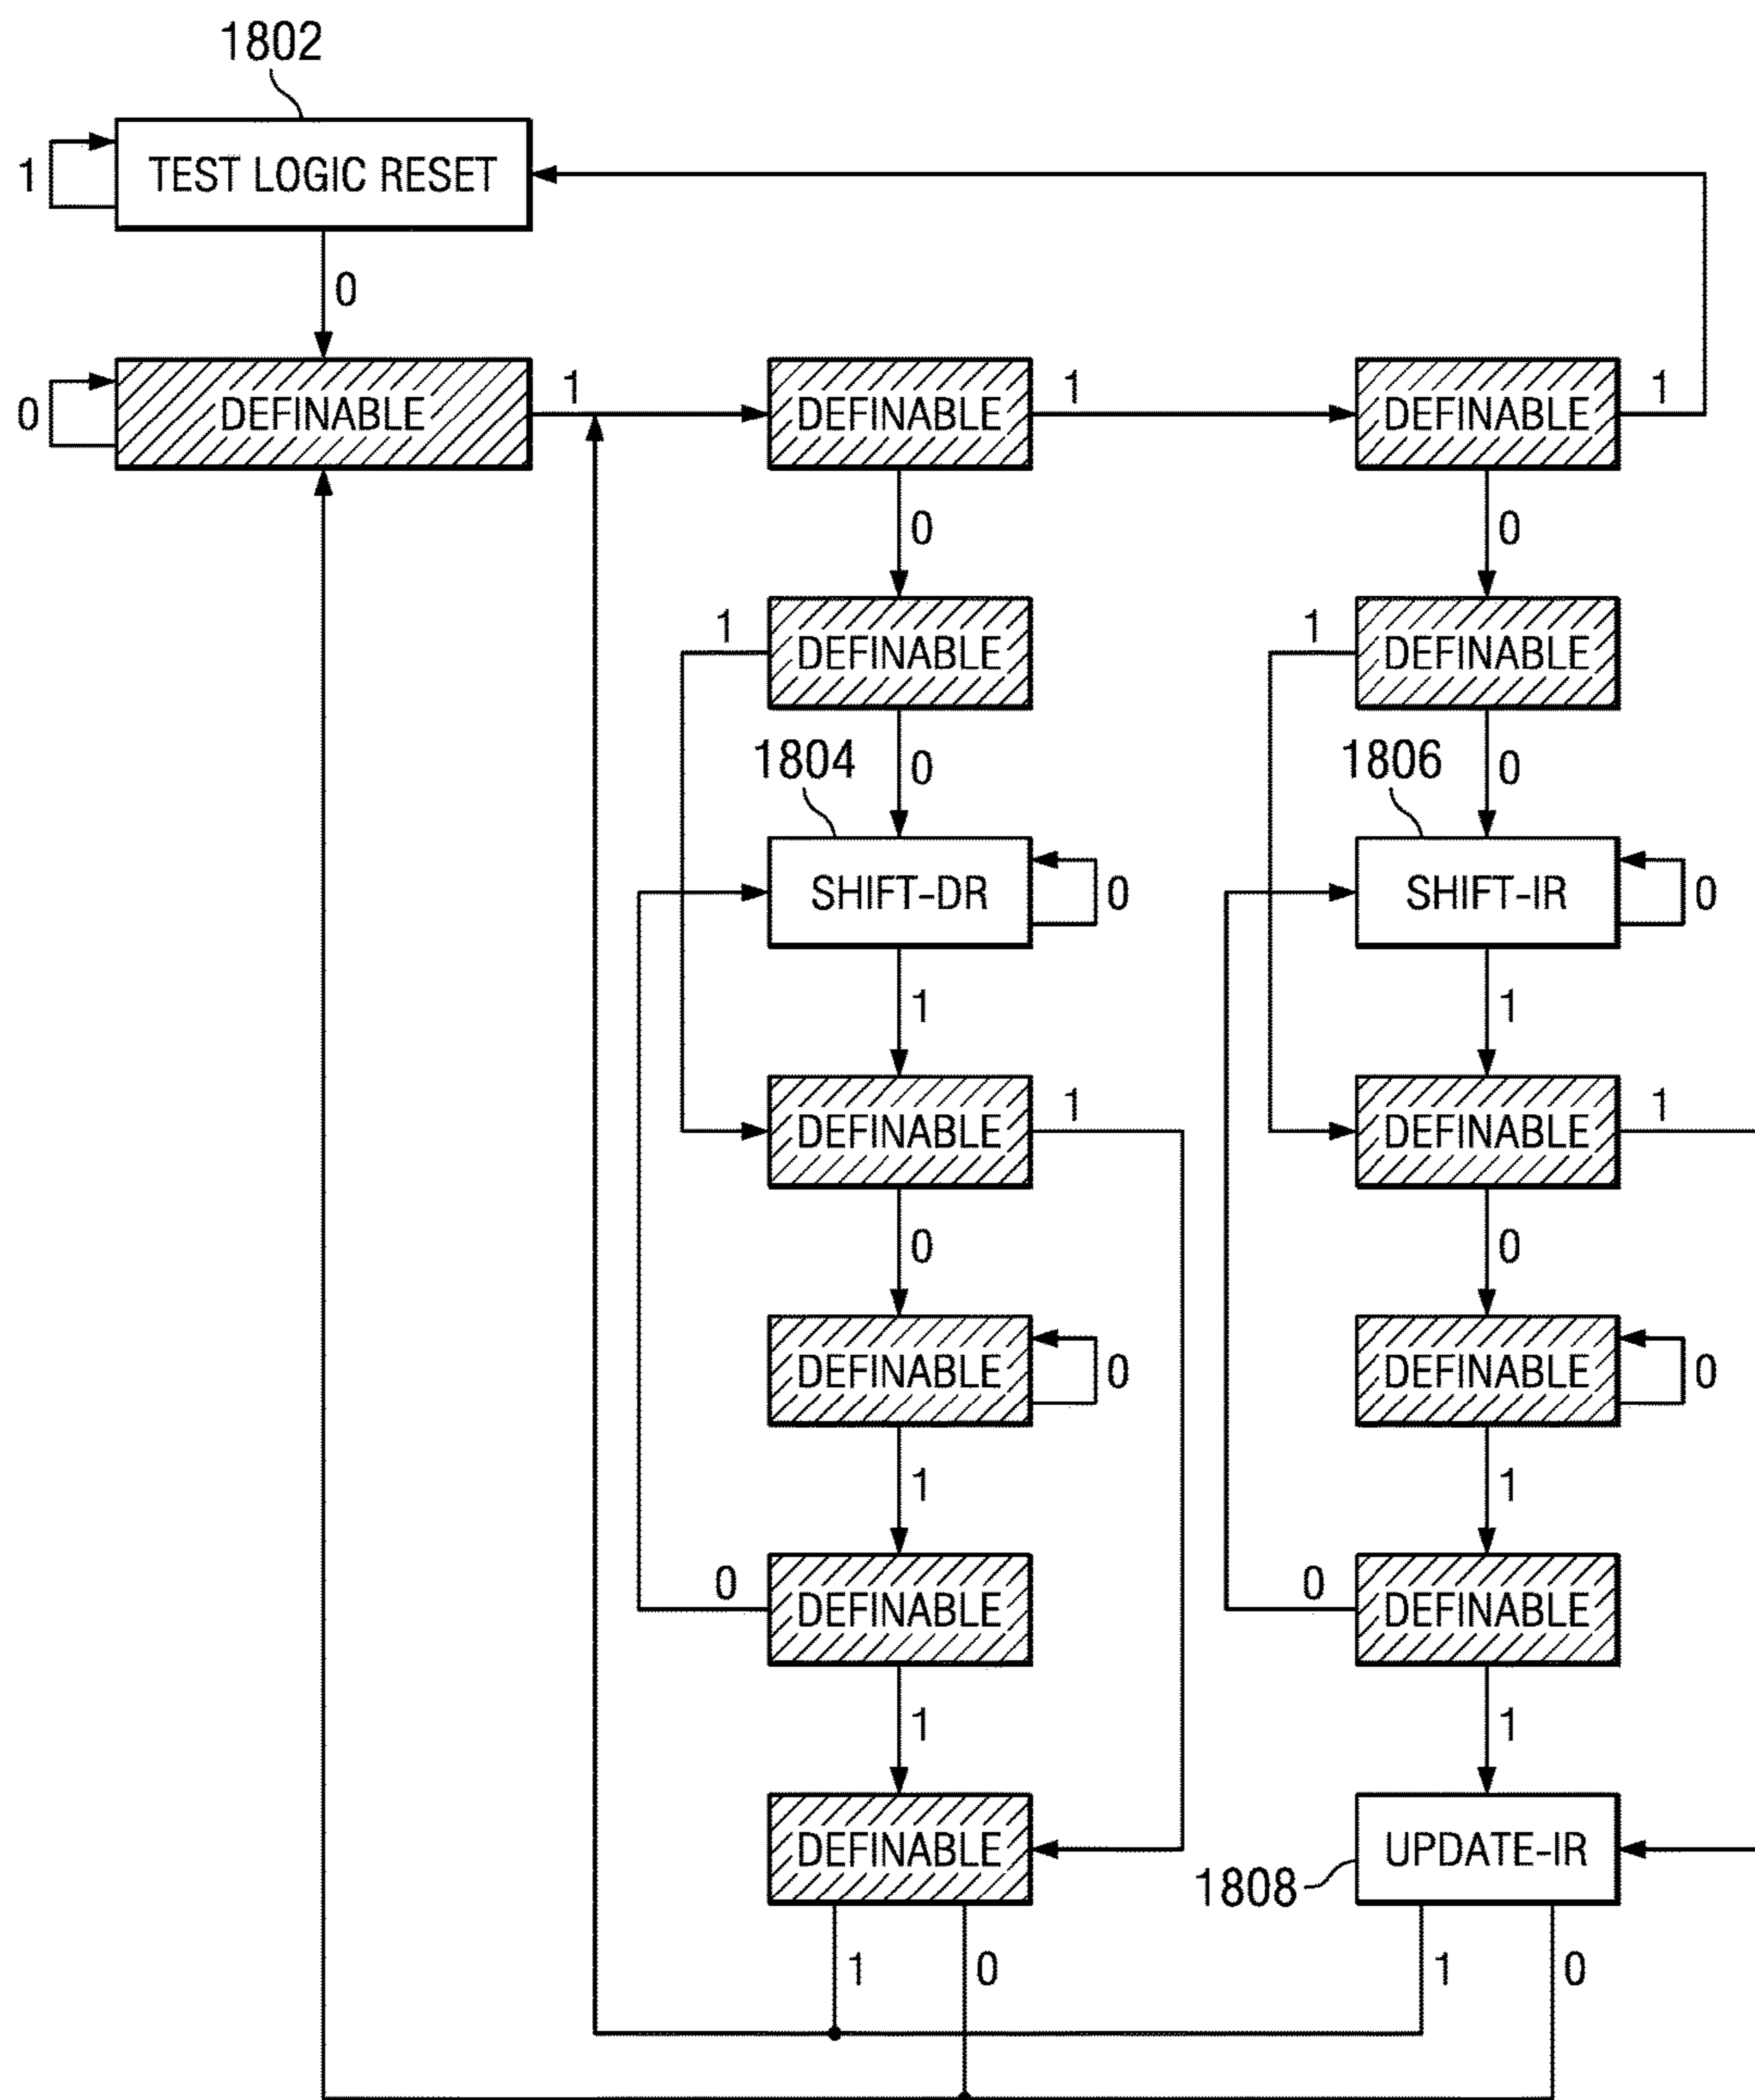 1802
1 TEST LOGIC RESET
0
0 DEFINABLE 1 DEFINABLE 1 DEFINABLE 1
0 0
1 DEFINABLE 1 DEFINABLE
1804 0 1806 0
SHIFT-DR 0 SHIFT-IR 0
1 1
DEFINABLE 1 DEFINABLE 1
0 0
DEFINABLE 0 DEFINABLE 0
1 1
0 DEFINABLE 0 DEFINABLE
1 1
DEFINABLE UPDATE-IR
1808
1 0 1 0